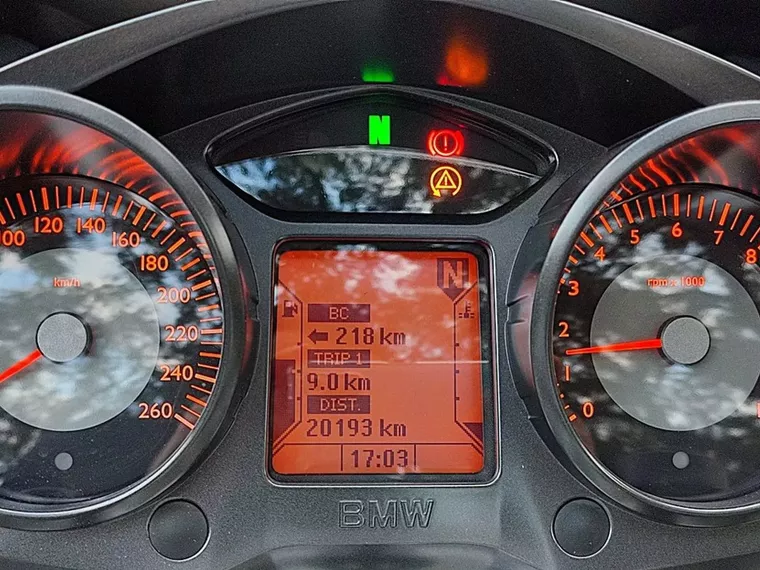 N
100 120 140 160 180 200 220 240 260
km/h
N
BC
218 km
TRIP 1
9.0 km
DIST.
20193 km
17:03
BMW
0 1 2 3 4 5 6 7 8
rpm x 1000